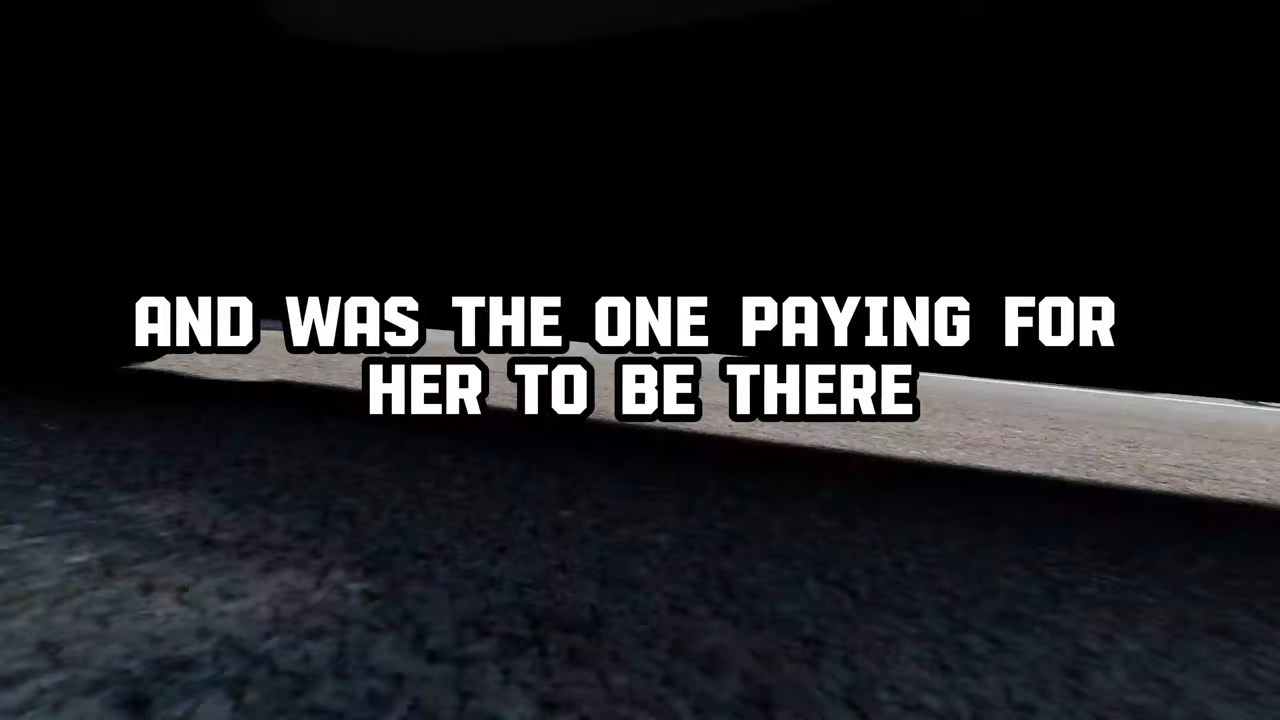 AND WAS THE ONE PAYING FOR
HER TO BE THERE